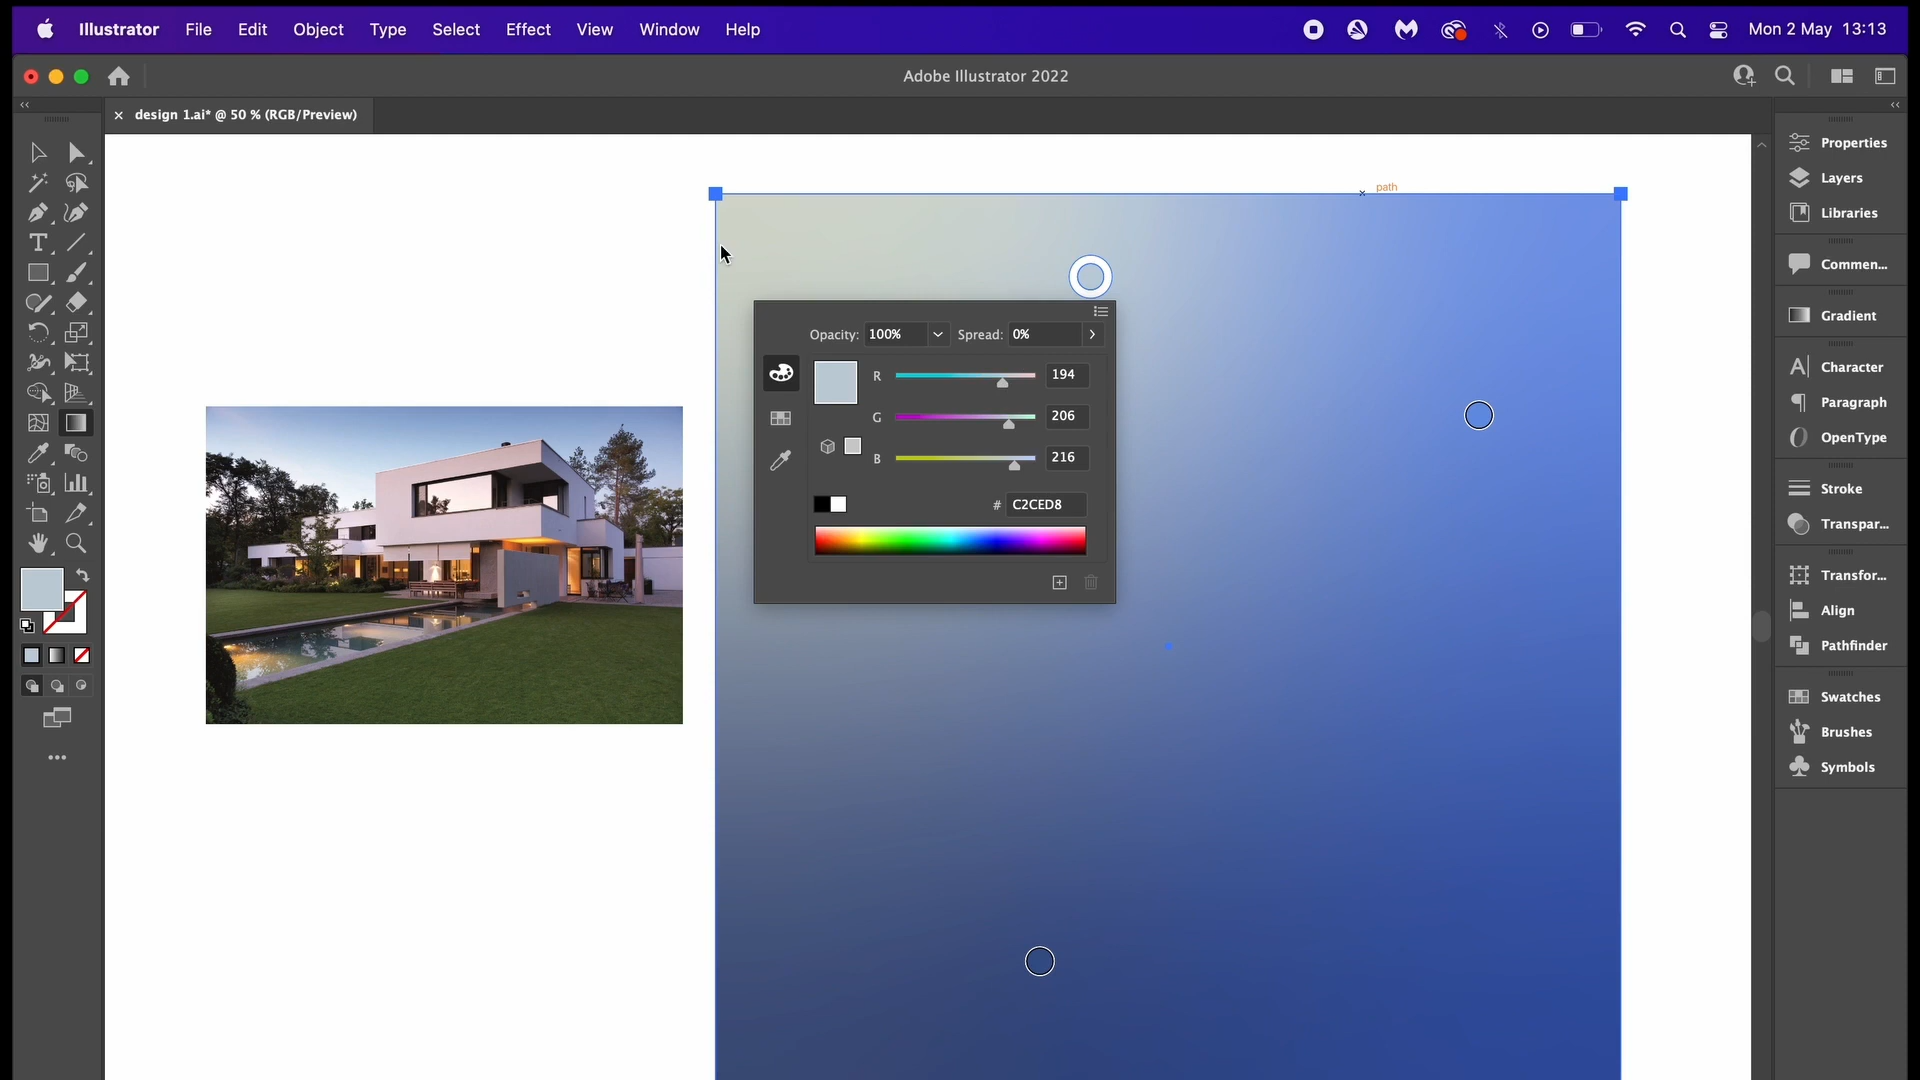 Illustrator File Edit Object Type Select Effect View Window Help Mon 2 May 13:13
Adobe Illustrator 2022
design 1.ai* @ 50 % (RGB/Preview)
path
Opacity: 100% Spread: 0%
R 194
G 206
B 216
# C2CED8
Properties
Layers
Libraries
Commen...
Gradient
Character
Paragraph
OpenType
Stroke
Transpar...
Transfor...
Align
Pathfinder
Swatches
Brushes
Symbols